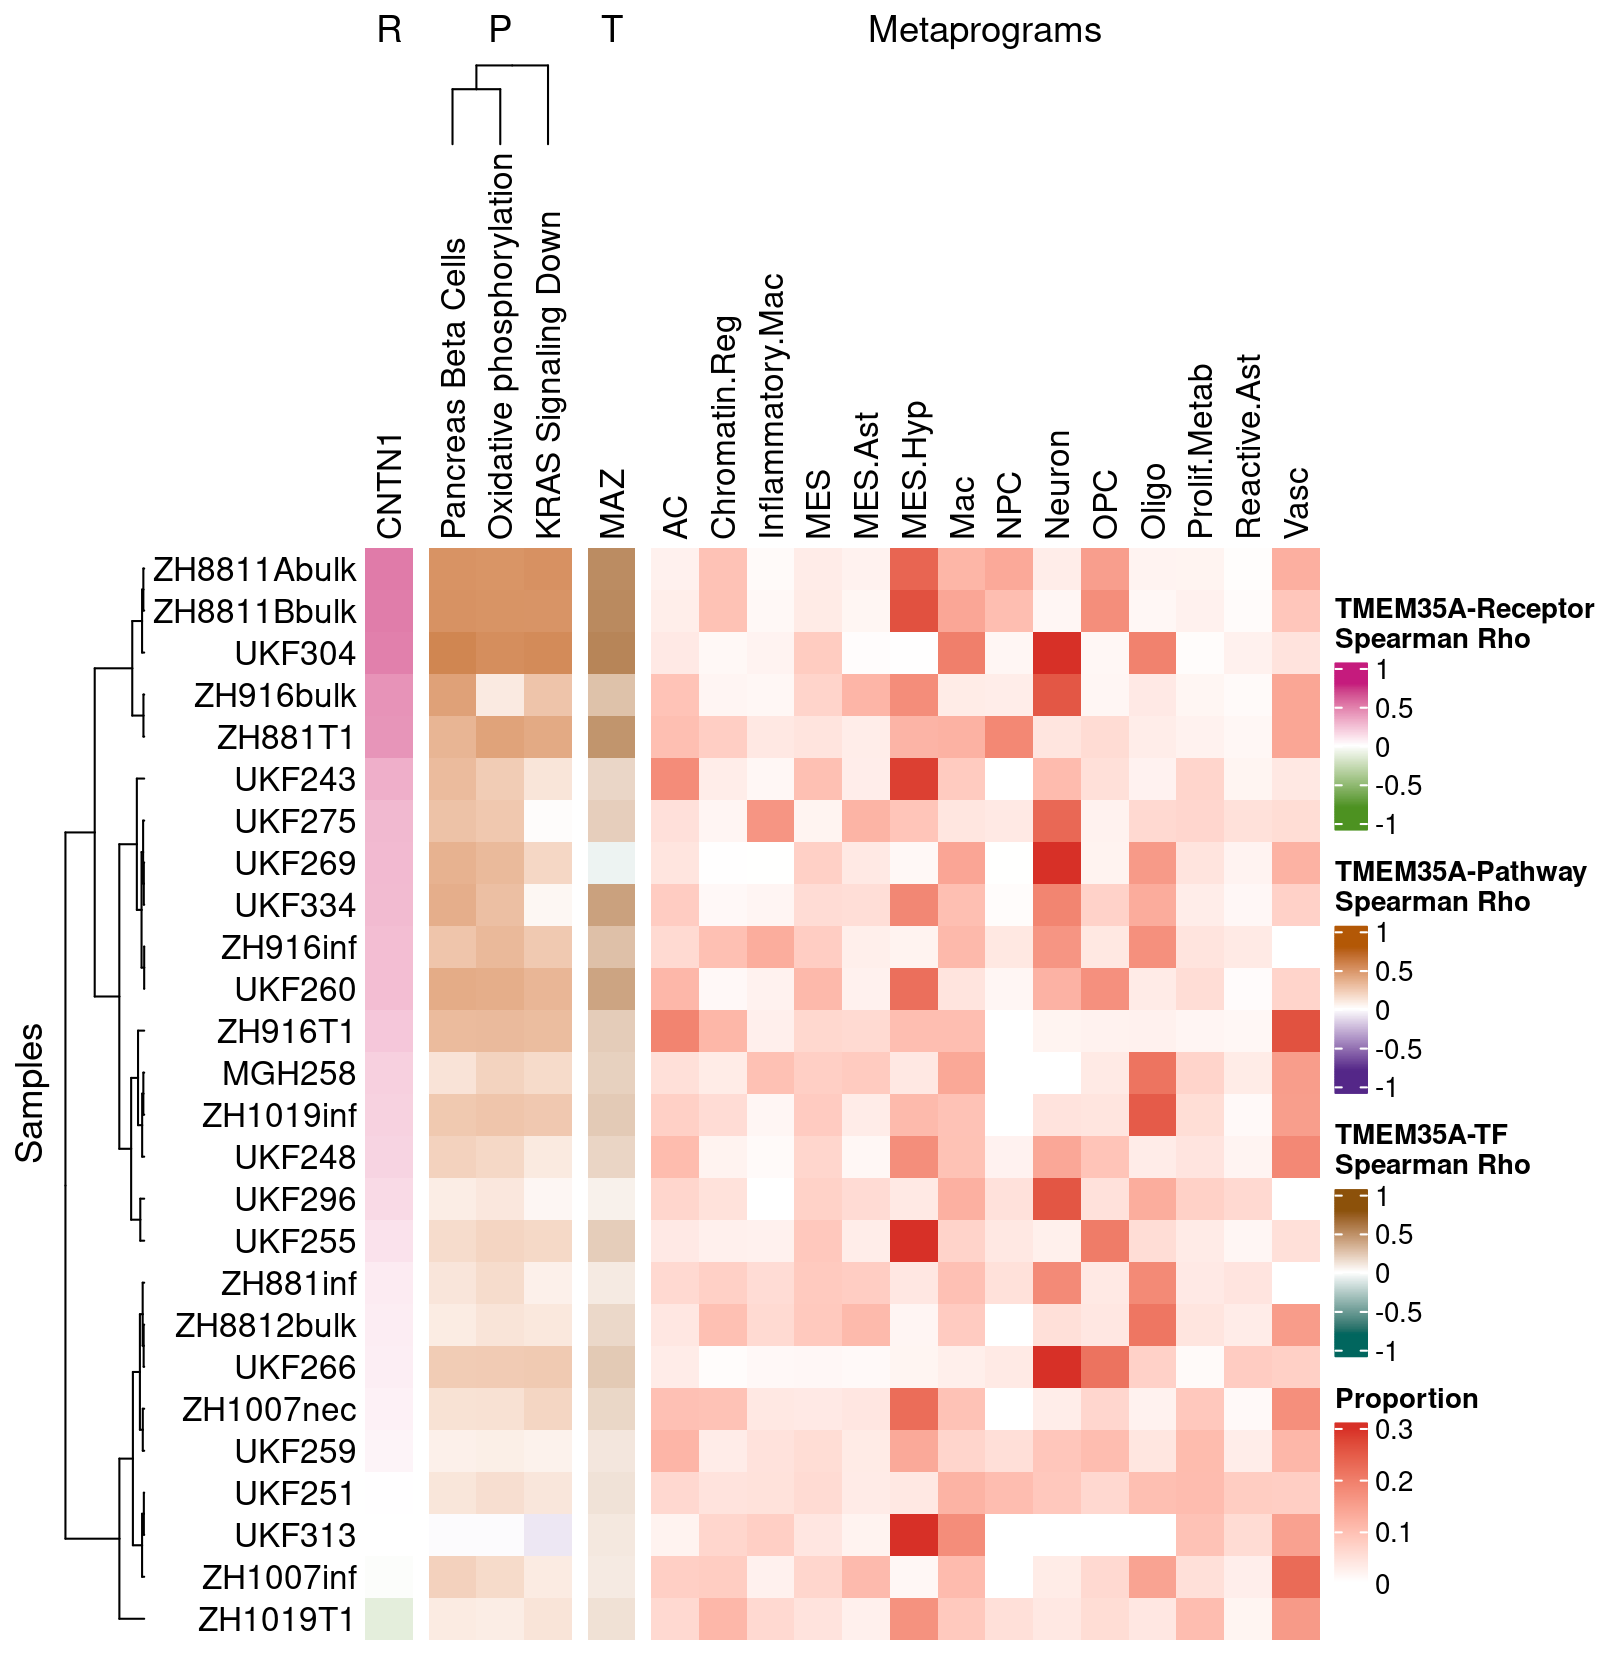 R P T Metaprograms
CNTN1
Pancreas Beta Cells
Oxidative phosphorylation
KRAS Signaling Down
MAZ
AC
Chromatin.Reg
Inflammatory.Mac
MES
MES.Ast
MES.Hyp
Mac
NPC
Neuron
OPC
Oligo
Prolif.Metab
Reactive.Ast
Vasc
Samples
ZH8811Abulk
ZH8811Bbulk
UKF304
ZH916bulk
ZH881T1
UKF243
UKF275
UKF269
UKF334
ZH916inf
UKF260
ZH916T1
MGH258
ZH1019inf
UKF248
UKF296
UKF255
ZH881inf
ZH8812bulk
UKF266
ZH1007nec
UKF259
UKF251
UKF313
ZH1007inf
ZH1019T1
TMEM35A-Receptor
Spearman Rho
1
0.5
0
-0.5
-1
TMEM35A-Pathway
Spearman Rho
1
0.5
0
-0.5
-1
TMEM35A-TF
Spearman Rho
1
0.5
0
-0.5
-1
Proportion
0.3
0.2
0.1
0